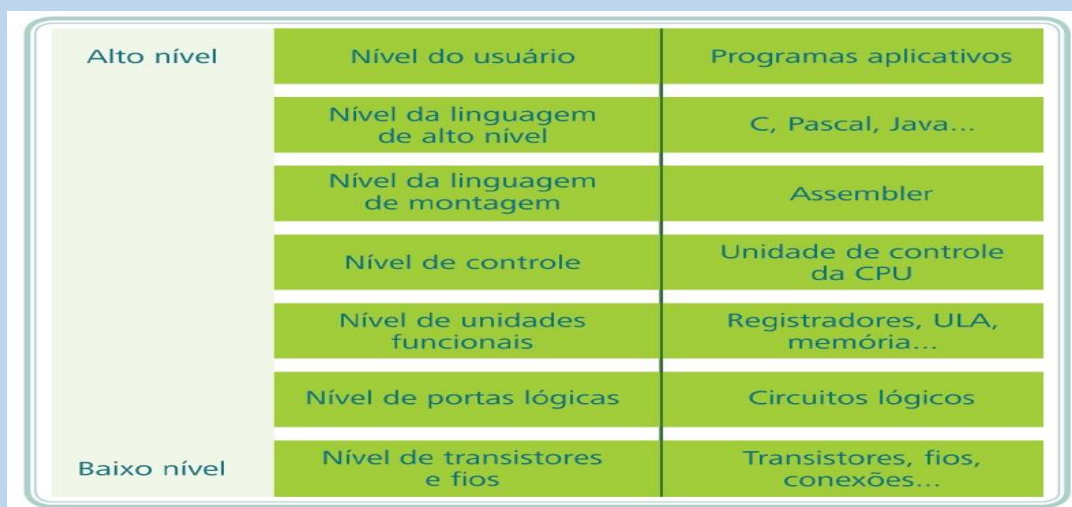 Alto nível
Nível do usuário
Programas aplicativos
Nível da linguagem
de alto nível
C, Pascal, Java...
Nível da linguagem
de montagem
Assembler
Nível de controle
Unidade de controle
da CPU
Nível de unidades
funcionais
Registradores, ULA,
memória...
Nível de portas lógicas
Circuitos lógicos
Baixo nível
Nível de transistores
e fios
Transistores, fios,
conexões...